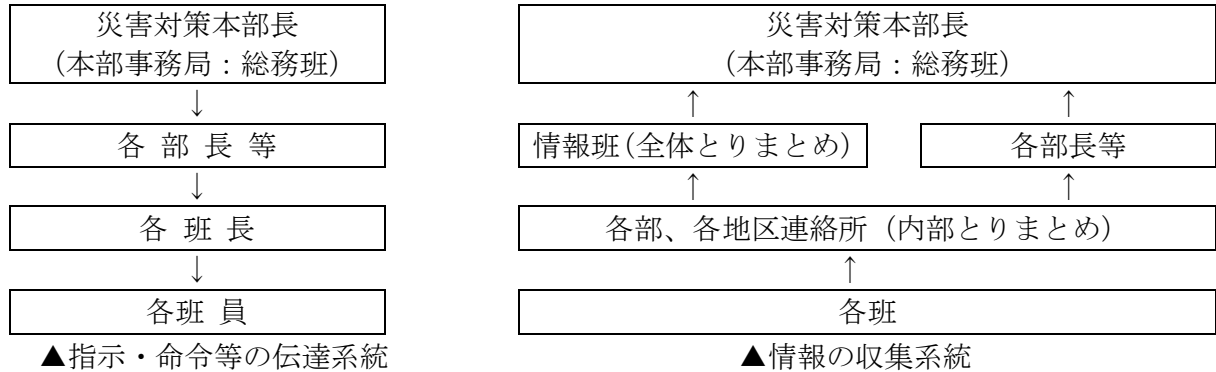 災害対策本部長
(本部事務局:総務班)
↓
各 部 長 等
↓
各 班 長
↓
各班 員
▲指示・命令等の伝達系統
災害対策本部長
(本部事務局:総務班)
↑ ↑
情報班(全体とりまとめ) 各部長等
↑ ↑
各部、各地区連絡所(内部とりまとめ)
↑
各班
▲情報の収集系統